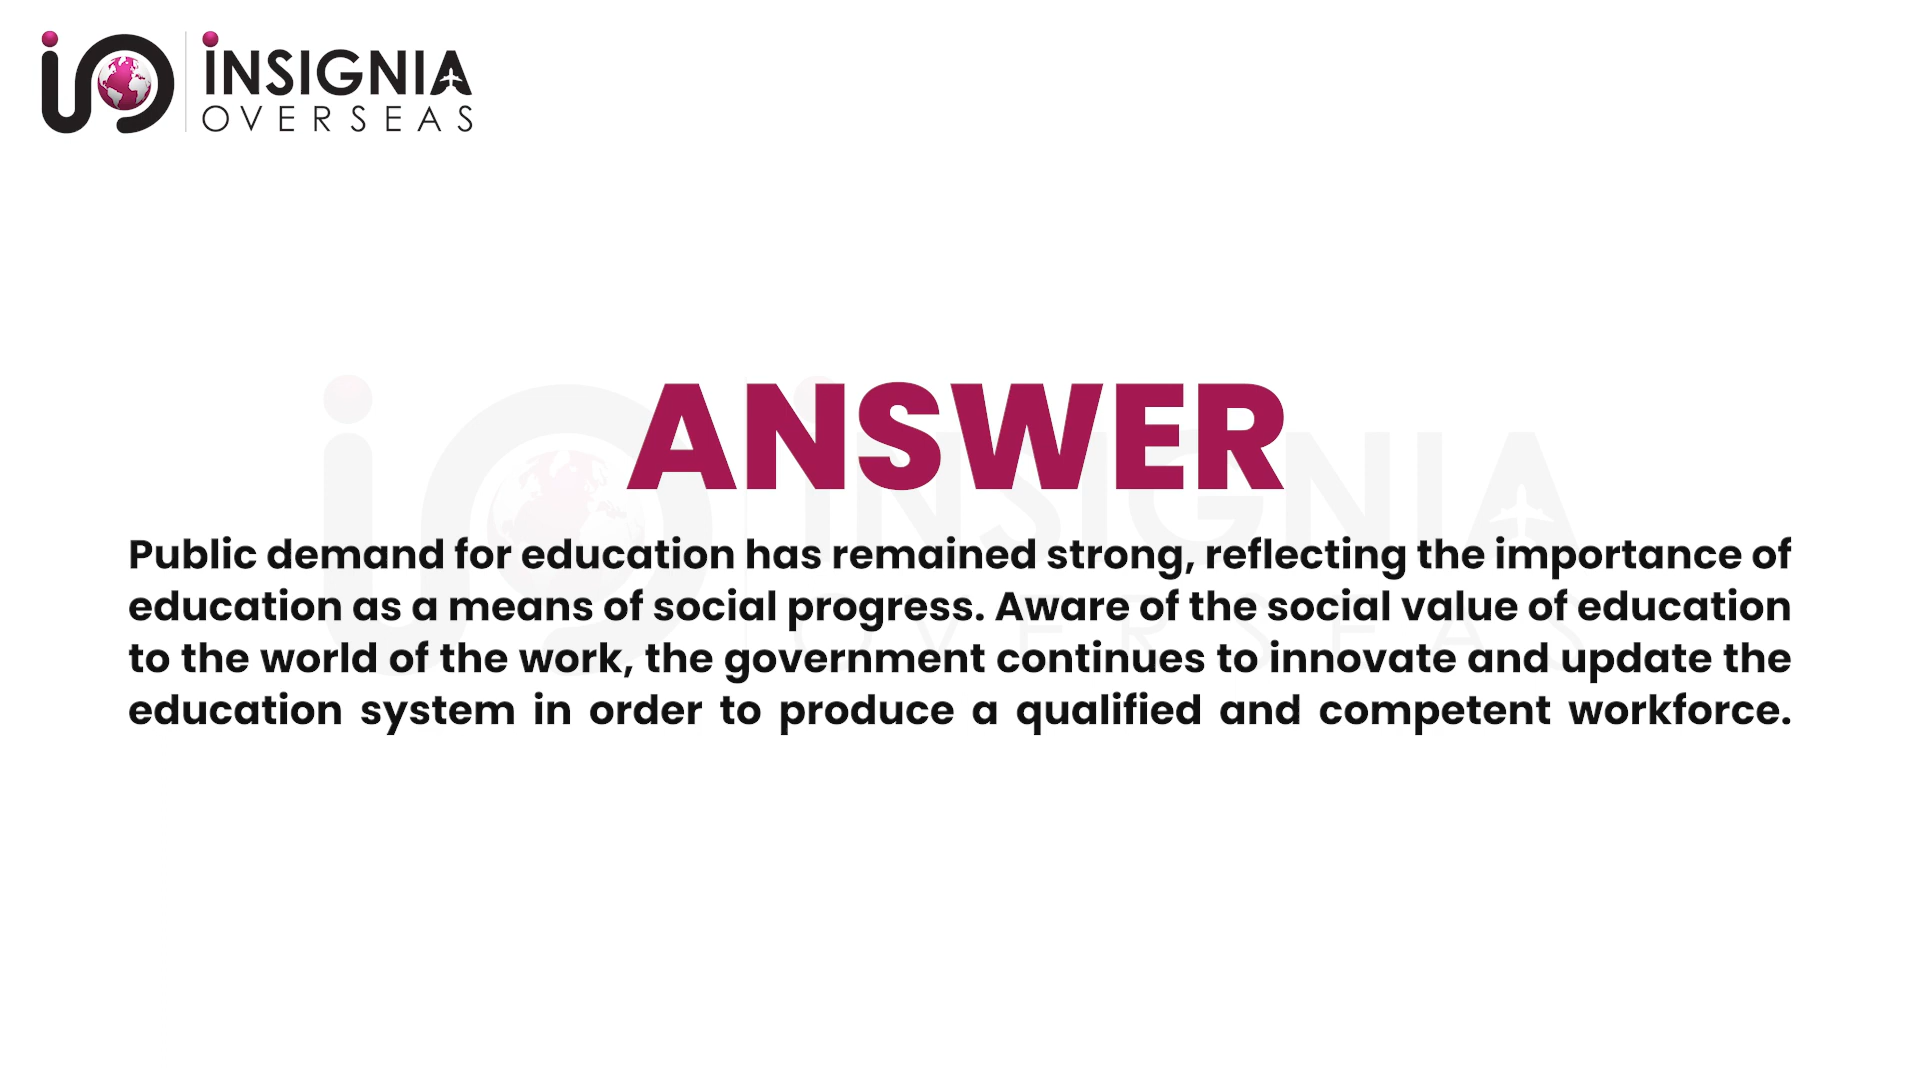 INSIGNIA
OVERSEAS
ANSWER
Public demand for education has remained strong, reflecting the importance of
education as a means of social progress. Aware of the social value of education
to the world of the work, the government continues to innovate and update the
education system in order to produce a qualified and competent workforce.